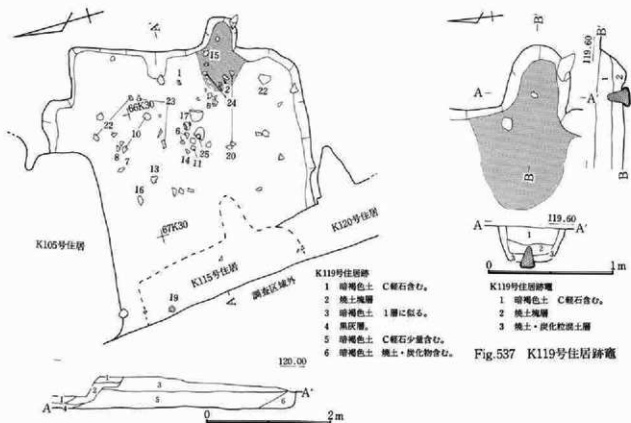 A
A'
1
15
2
24
22
66K30
23
22
10
8
7
17
6
14
11
25
20
13
16
67K30
K105号住居
K115号住居
K120号住居
調査区域外
19
A'
K119号住居跡
1 暗褐色土 C軽石含む。
2 焼土塊層
3 暗褐色土 1層に似る。
4 黒灰層。
5 暗褐色土 C軽石少量含む。
6 暗褐色土 焼土・炭化物含む。
120.00
A
1
2
3
4
5
6
A'
0 2m
B'
B'
119.60
1
2
A
A'
B
B
A
119.60
A'
1
2
3
0 1m
K119号住居跡竈
1 暗褐色土 C軽石含む。
2 焼土塊層
3 焼土・炭化粒混土層
Fig.537 K119号住居跡竈